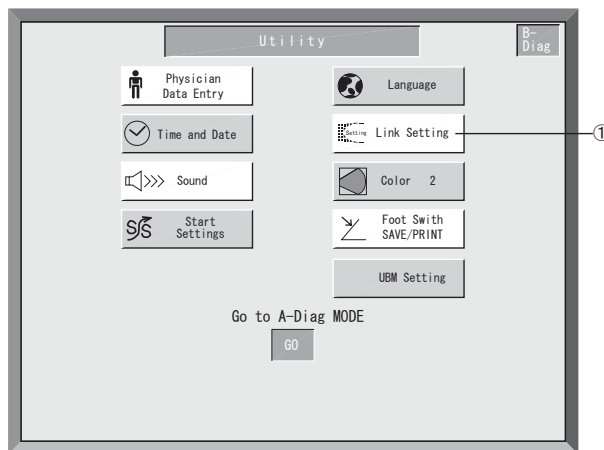 Utility
B-
Diag
Physician
Data Entry
Language
Time and Date
Setting
Link Setting
①
Sound
Color 2
S/S
Start
Settings
Foot Swith
SAVE/PRINT
UBM Setting
Go to A-Diag MODE
GO